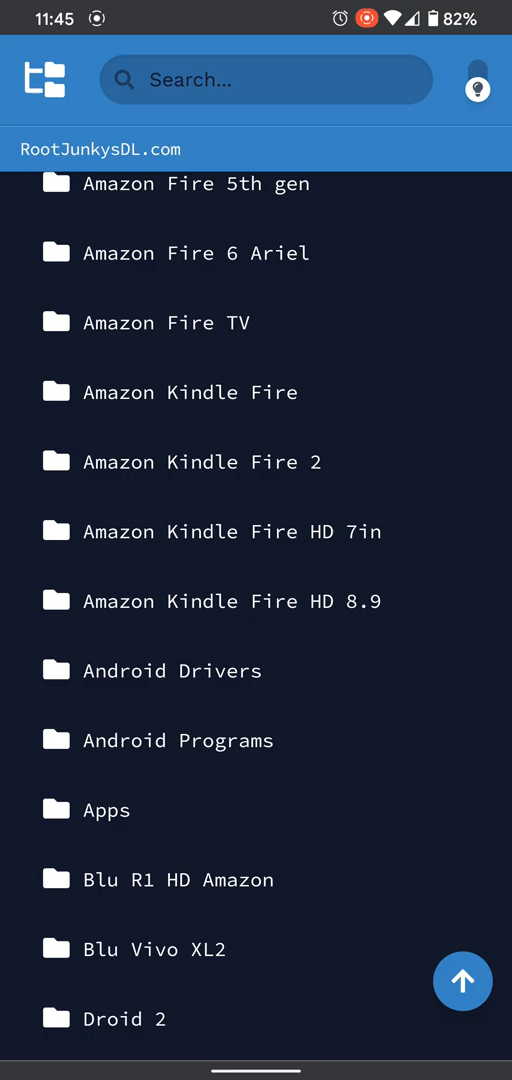 11:45
82%
Search...
RootJunkysDL.com
Amazon Fire 5th gen
Amazon Fire 6 Ariel
Amazon Fire TV
Amazon Kindle Fire
Amazon Kindle Fire 2
Amazon Kindle Fire HD 7in
Amazon Kindle Fire HD 8.9
Android Drivers
Android Programs
Apps
Blu R1 HD Amazon
Blu Vivo XL2
Droid 2